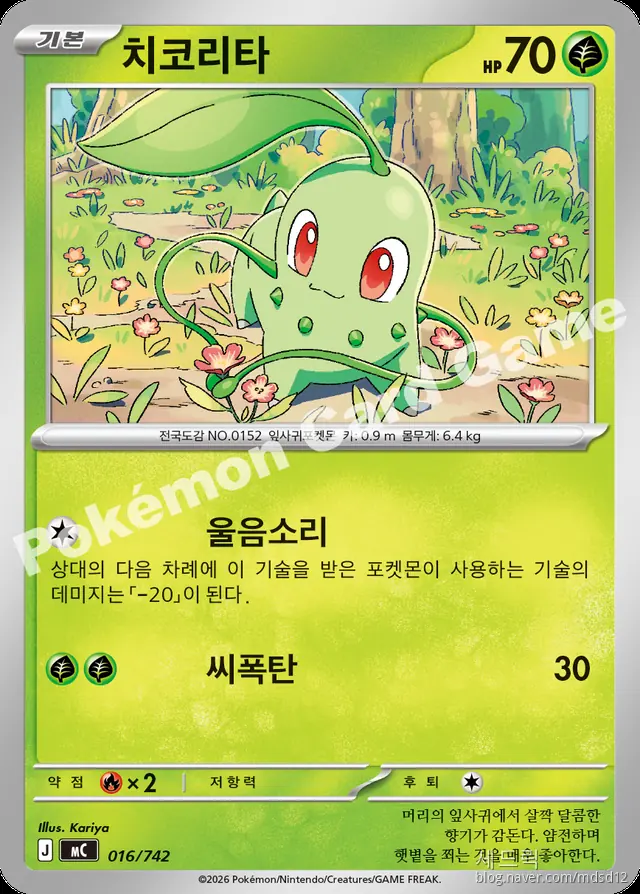 기본
치코리타
HP 70
전국도감 NO.0152 잎사귀포켓몬 키: 0.9 m 몸무게: 6.4 kg
Pokémon Card Game
울음소리
상대의 다음 차례에 이 기술을 받은 포켓몬이 사용하는 기술의
데미지는 「-20」이 된다.
씨폭탄 30
약점 ×2 저항력 후퇴
머리의 잎사귀에서 살짝 달콤한
향기가 감돈다. 얌전하며
햇볕을 쬐는 것을 매우 좋아한다.
Illus. Kariya
J MC 016/742
©2026 Pokémon/Nintendo/Creatures/GAME FREAK.
blog.naver.com/mdsd12